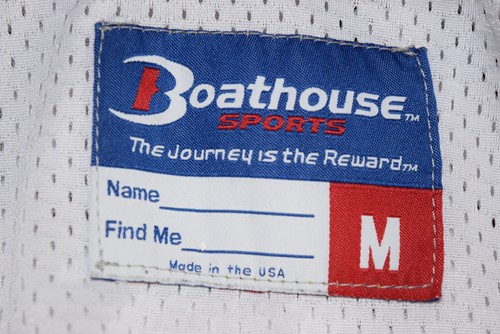 Boathouse™
SPORTS
The Journey is the Reward™
Name
Find Me
Made in the USA
M